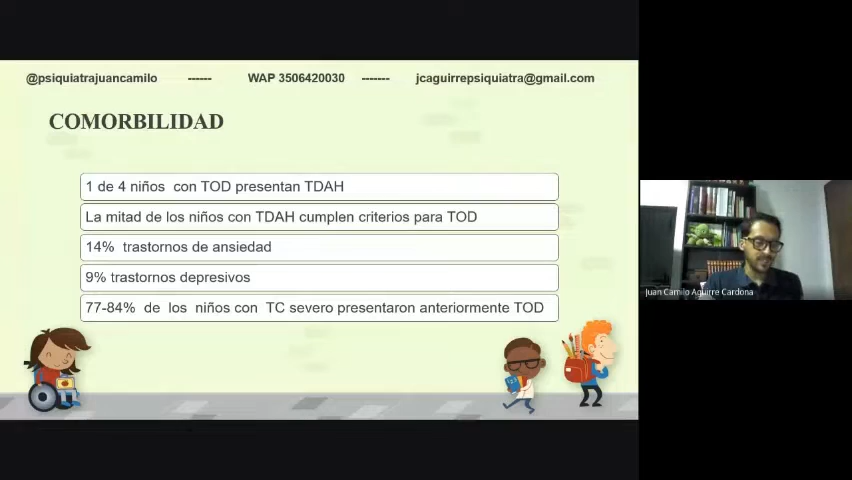 @psiquiatrajuancamilo ------ WAP 3506420030 ------- jcaguirrepsiquiatra@gmail.com
COMORBILIDAD
1 de 4 niños con TOD presentan TDAH
La mitad de los niños con TDAH cumplen criterios para TOD
14% trastornos de ansiedad
9% trastornos depresivos
77-84% de los niños con TC severo presentaron anteriormente TOD
Juan Camilo Aguirre Cardona